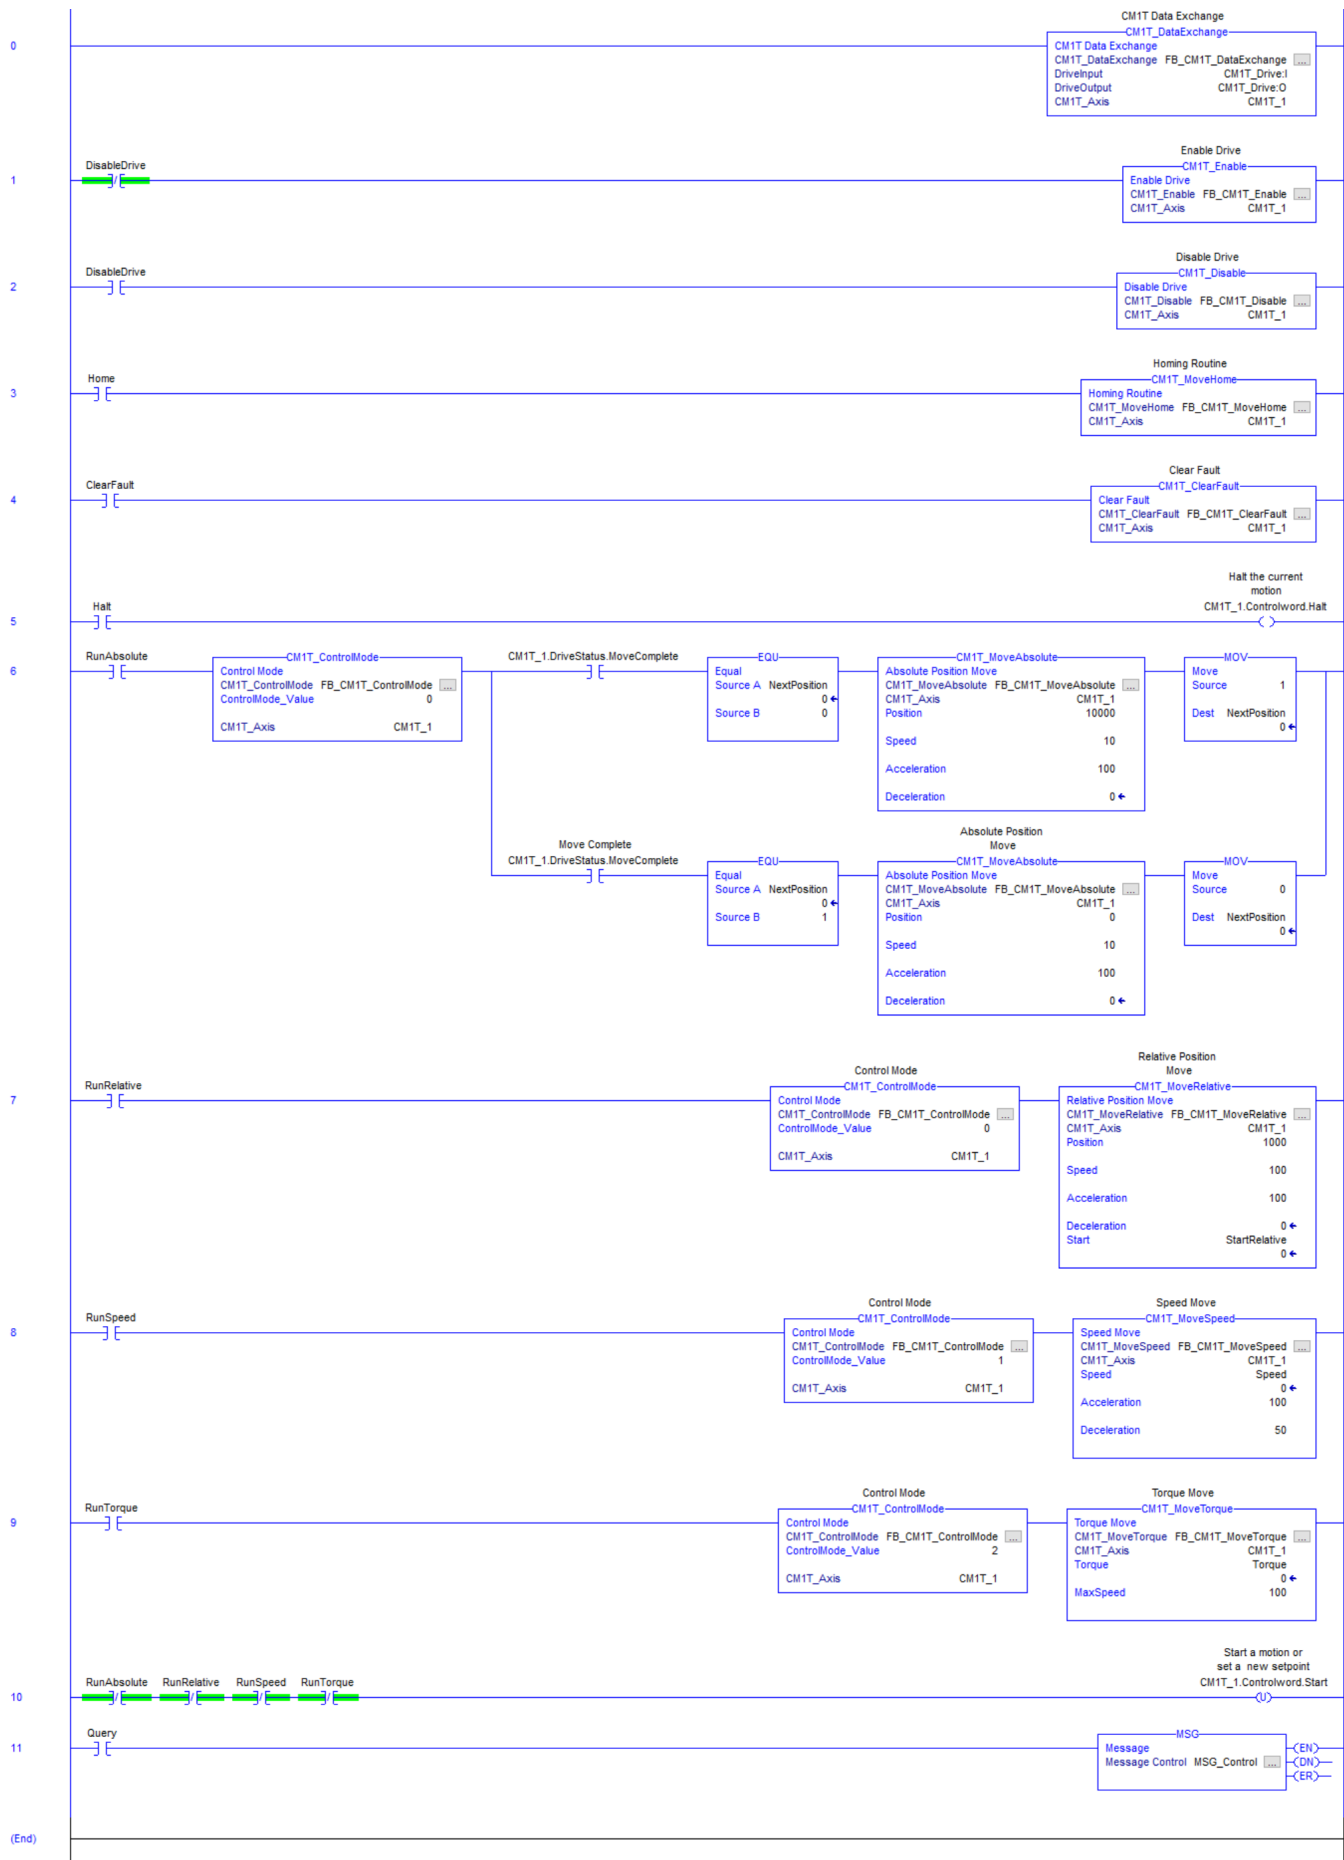 CM1T Data Exchange
CM1T_DataExchange
0
CM1T Data Exchange
CM1T_DataExchange FB_CM1T_DataExchange ...
DriveInput CM1T_Drive:I
DriveOutput CM1T_Drive:O
CM1T_Axis CM1T_1
Enable Drive
DisableDrive
CM1T_Enable
1
Enable Drive
CM1T_Enable FB_CM1T_Enable ...
CM1T_Axis CM1T_1
Disable Drive
DisableDrive
CM1T_Disable
2
Disable Drive
CM1T_Disable FB_CM1T_Disable ...
CM1T_Axis CM1T_1
Homing Routine
Home
CM1T_MoveHome
3
Homing Routine
CM1T_MoveHome FB_CM1T_MoveHome ...
CM1T_Axis CM1T_1
Clear Fault
ClearFault
CM1T_ClearFault
4
Clear Fault
CM1T_ClearFault FB_CM1T_ClearFault ...
CM1T_Axis CM1T_1
Halt the current
motion
Halt
CM1T_1.Controlword.Halt
5
RunAbsolute
6
CM1T_ControlMode
Control Mode
CM1T_ControlMode FB_CM1T_ControlMode ...
ControlMode_Value 0
CM1T_Axis CM1T_1
CM1T_1.DriveStatus.MoveComplete
EQU
Equal
Source A NextPosition
0
Source B 0
CM1T_MoveAbsolute
Absolute Position Move
CM1T_MoveAbsolute FB_CM1T_MoveAbsolute ...
CM1T_Axis CM1T_1
Position 10000
Speed 10
Acceleration 100
Deceleration 0
MOV
Move
Source 1
Dest NextPosition
0
Move Complete
CM1T_1.DriveStatus.MoveComplete
EQU
Equal
Source A NextPosition
0
Source B 1
Absolute Position
Move
CM1T_MoveAbsolute
Absolute Position Move
CM1T_MoveAbsolute FB_CM1T_MoveAbsolute ...
CM1T_Axis CM1T_1
Position 0
Speed 10
Acceleration 100
Deceleration 0
MOV
Move
Source 0
Dest NextPosition
0
RunRelative
7
Control Mode
CM1T_ControlMode
Control Mode
CM1T_ControlMode FB_CM1T_ControlMode ...
ControlMode_Value 0
CM1T_Axis CM1T_1
Relative Position
Move
CM1T_MoveRelative
Relative Position Move
CM1T_MoveRelative FB_CM1T_MoveRelative ...
CM1T_Axis CM1T_1
Position 1000
Speed 100
Acceleration 100
Deceleration 0
Start StartRelative
0
RunSpeed
8
Control Mode
CM1T_ControlMode
Control Mode
CM1T_ControlMode FB_CM1T_ControlMode ...
ControlMode_Value 1
CM1T_Axis CM1T_1
Speed Move
CM1T_MoveSpeed
Speed Move
CM1T_MoveSpeed FB_CM1T_MoveSpeed ...
CM1T_Axis CM1T_1
Speed Speed
0
Acceleration 100
Deceleration 50
RunTorque
9
Control Mode
CM1T_ControlMode
Control Mode
CM1T_ControlMode FB_CM1T_ControlMode ...
ControlMode_Value 2
CM1T_Axis CM1T_1
Torque Move
CM1T_MoveTorque
Torque Move
CM1T_MoveTorque FB_CM1T_MoveTorque ...
CM1T_Axis CM1T_1
Torque Torque
0
MaxSpeed 100
Start a motion or
set a new setpoint
RunAbsolute RunRelative RunSpeed RunTorque CM1T_1.Controlword.Start
10 U
Query
11
MSG
Message
Message Control MSG_Control ...
EN
DN
ER
(End)